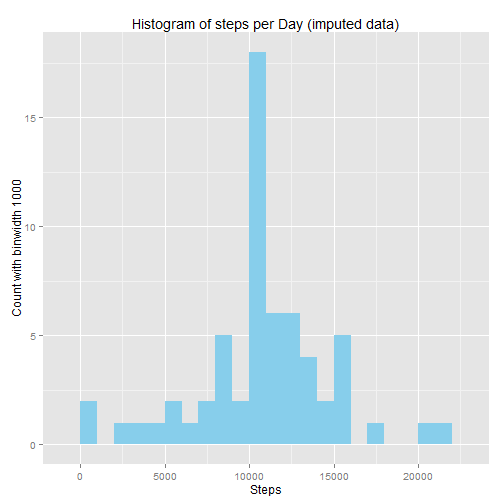 Histogram of steps per Day (imputed data)
Count with binwidth 1000
15
10
5
0
0 5000 10000 15000 20000
Steps